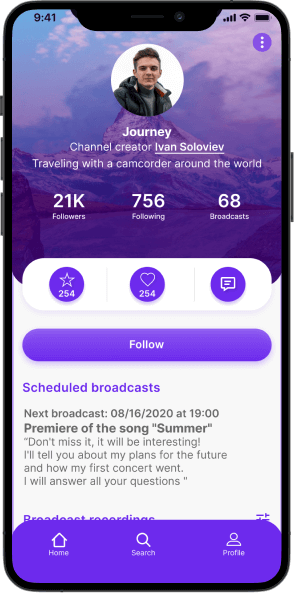 9:41
Journey
Channel creator Ivan Soloviev
Traveling with a camcorder around the world
21K 756 68
Followers Following Broadcasts
254 254
Follow
Scheduled broadcasts
Next broadcast: 08/16/2020 at 19:00
Premiere of the song "Summer"
"Don't miss it, it will be interesting!
I'll tell you about my plans for the future
and how my first concert went.
I will answer all your questions "
Broadcast recordings
Home Search Profile